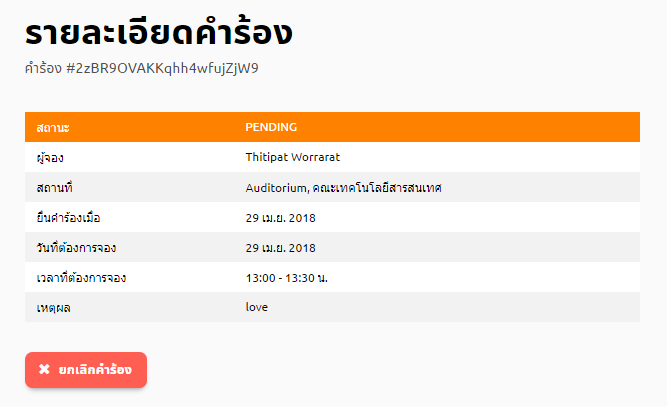 รายละเอียดคำร้อง
คำร้อง #2zBR9OVAKKqhh4wfujZjW9
สถานะ PENDING
ผู้จอง Thitipat Worrarat
สถานที่ Auditorium, คณะเทคโนโลยีสารสนเทศ
ยื่นคำร้องเมื่อ 29 เม.ย. 2018
วันที่ต้องการจอง 29 เม.ย. 2018
เวลาที่ต้องการจอง 13:00 - 13:30 น.
เหตุผล love
✖ ยกเลิกคำร้อง